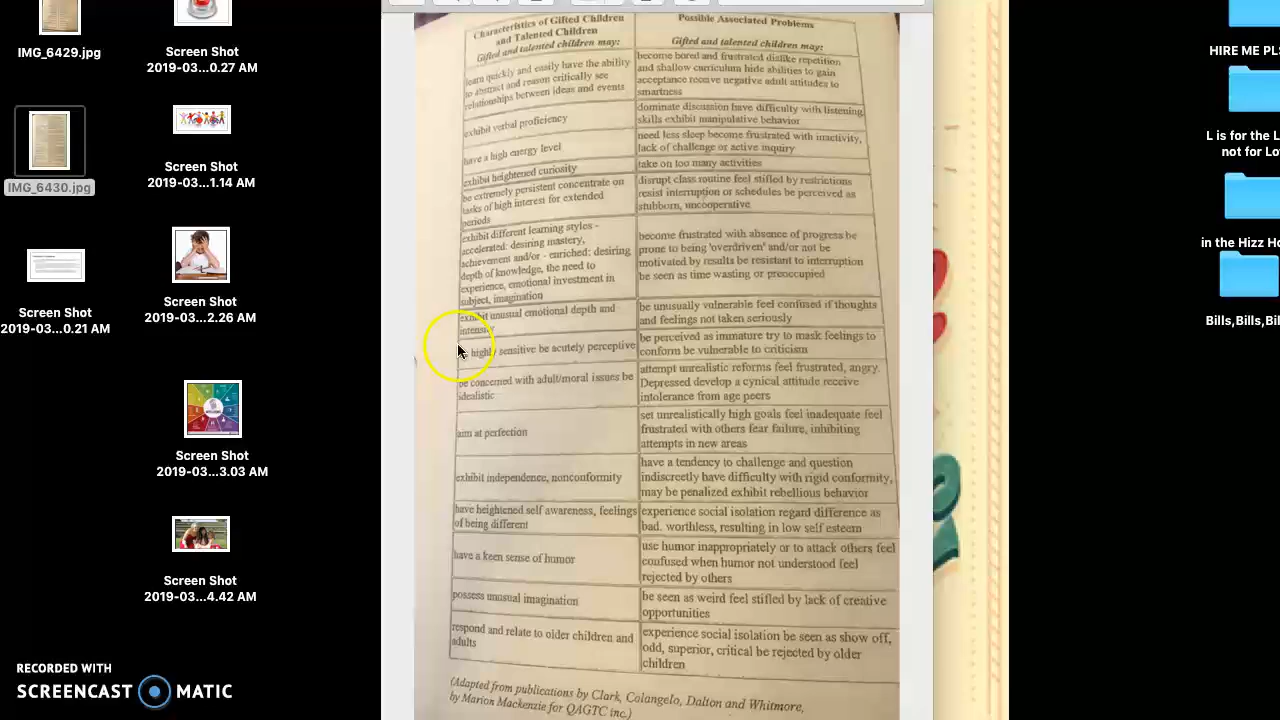 IMG_6429.jpg
Screen Shot
2019-03...0.27 AM
IMG_6430.jpg
Screen Shot
2019-03...1.14 AM
Screen Shot
2019-03...0.21 AM
Screen Shot
2019-03...2.26 AM
Screen Shot
2019-03...3.03 AM
Screen Shot
2019-03...4.42 AM
RECORDED WITH
SCREENCAST MATIC
Characteristics of Gifted Children
and Talented Children
Gifted and talented children may:
Possible Associated Problems
Gifted and talented children may:
learn quickly and easily have the ability
to abstract and reason critically see
relationships between ideas and events
become bored and frustrated dislike repetition
and shallow curriculum hide abilities to gain
acceptance receive negative adult attitudes to
smartness
exhibit verbal proficiency
dominate discussion have difficulty with listening
skills exhibit manipulative behavior
have a high energy level
need less sleep become frustrated with inactivity,
lack of challenge or active inquiry
exhibit heightened curiosity
take on too many activities
be extremely persistent concentrate on
tasks of high interest for extended
periods
disrupt class routine feel stifled by restrictions
resist interruption or schedules be perceived as
stubborn, uncooperative
exhibit different learning styles -
accelerated: desiring mastery,
achievement and/or - enriched: desiring
depth of knowledge, the need to
experience, emotional investment in
subject, imagination
become frustrated with absence of progress be
prone to being 'overdriven' and/or not be
motivated by results be resistant to interruption
be seen as time wasting or preoccupied
exhibit unusual emotional depth and
intensity
be unusually vulnerable feel confused if thoughts
and feelings not taken seriously
highly sensitive be acutely perceptive
be perceived as immature try to mask feelings to
conform be vulnerable to criticism
be concerned with adult/moral issues be
idealistic
attempt unrealistic reforms feel frustrated, angry.
Depressed develop a cynical attitude receive
intolerance from age peers
aim at perfection
set unrealistically high goals feel inadequate feel
frustrated with others fear failure, inhibiting
attempts in new areas
exhibit independence, nonconformity
have a tendency to challenge and question
indiscreetly have difficulty with rigid conformity,
may be penalized exhibit rebellious behavior
have heightened self awareness, feelings
of being different
experience social isolation regard difference as
bad. worthless, resulting in low self esteem
have a keen sense of humor
use humor inappropriately or to attack others feel
confused when humor not understood feel
rejected by others
possess unusual imagination
be seen as weird feel stifled by lack of creative
opportunities
respond and relate to older children and
adults
experience social isolation be seen as show off,
odd, superior, critical be rejected by older
children
(Adapted from publications by Clark, Colangelo, Dalton and Whitmore,
by Marion Mackenzie for QAGTC inc.)
HIRE ME PL
L is for the L
not for Lo
in the Hizz Ho
Bills,Bills,Bil